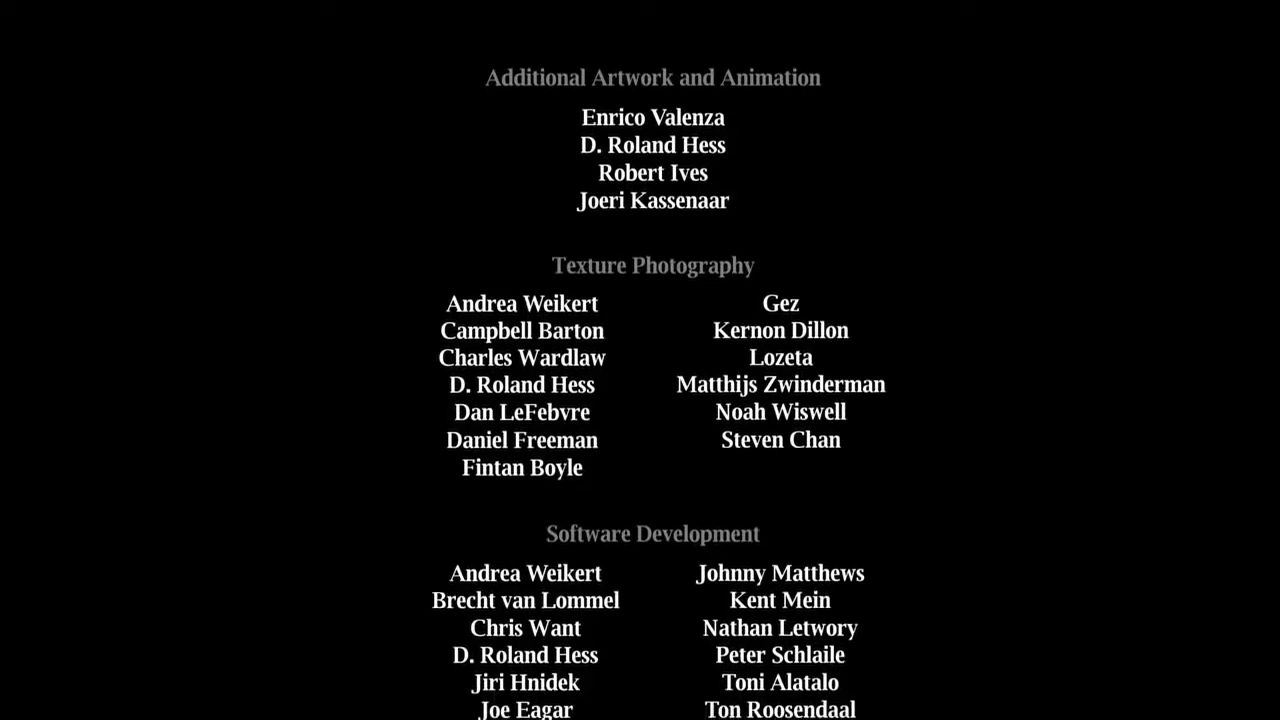 Additional Artwork and Animation
Enrico Valenza
D. Roland Hess
Robert Ives
Joeri Kassenaar
Texture Photography
Andrea Weikert
Campbell Barton
Charles Wardlaw
D. Roland Hess
Dan LeFebvre
Daniel Freeman
Fintan Boyle
Gez
Kernon Dillon
Lozeta
Matthijs Zwinderman
Noah Wiswell
Steven Chan
Software Development
Andrea Weikert
Brecht van Lommel
Chris Want
D. Roland Hess
Jiri Hnidek
Joe Eagar
Johnny Matthews
Kent Mein
Nathan Letwory
Peter Schlaile
Toni Alatalo
Ton Roosendaal